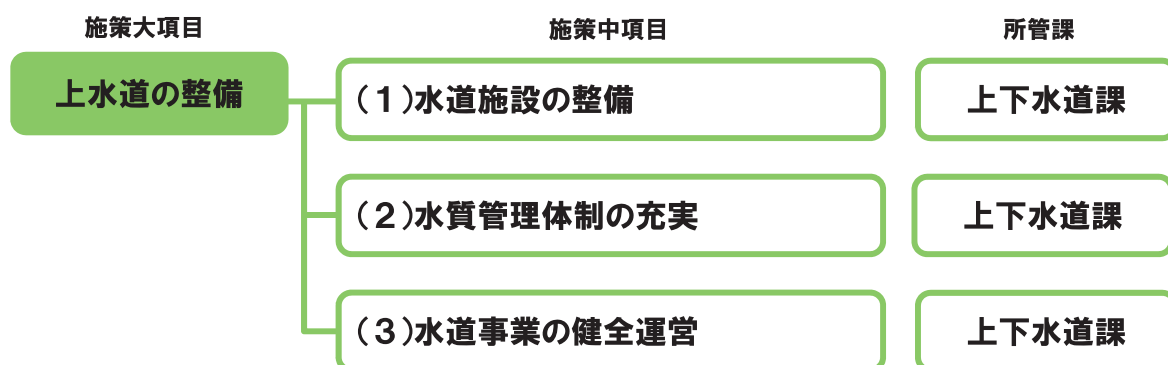 施策大項目
施策中項目
所管課
上水道の整備
（１）水道施設の整備
上下水道課
（２）水質管理体制の充実
上下水道課
（３）水道事業の健全運営
上下水道課